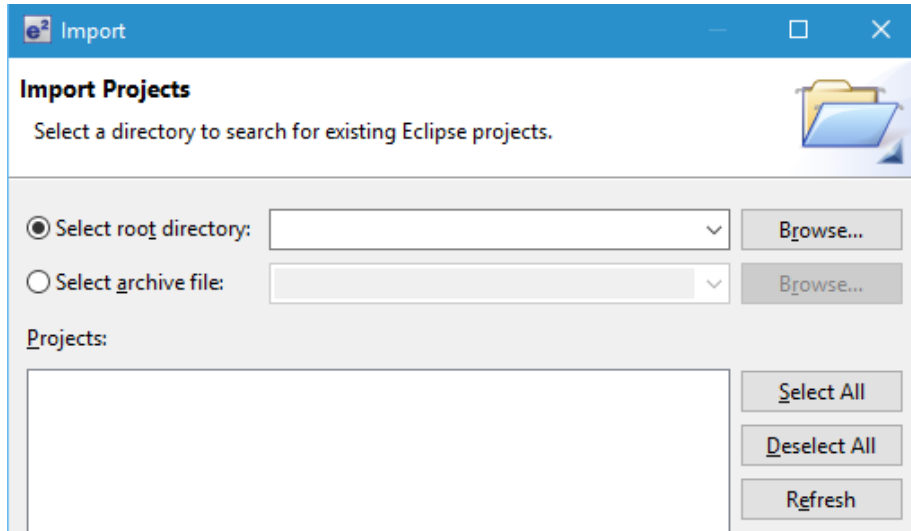 e² Import
Import Projects
Select a directory to search for existing Eclipse projects.
Select root directory:
Browse...
Select archive file:
Browse...
Projects:
Select All
Deselect All
Refresh